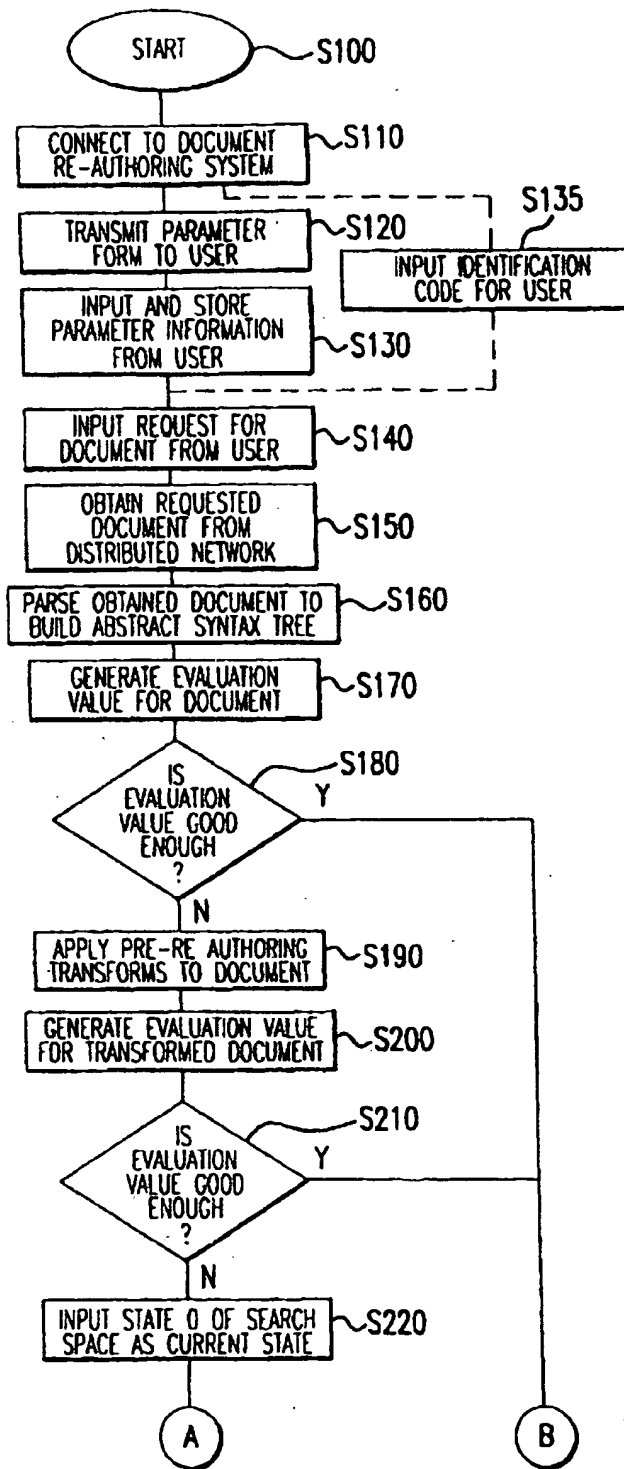 START
S100
CONNECT TO DOCUMENT
RE-AUTHORING SYSTEM
S110
TRANSMIT PARAMETER
FORM TO USER
S120
S135
INPUT IDENTIFICATION
CODE FOR USER
INPUT AND STORE
PARAMETER INFORMATION
FROM USER
S130
INPUT REQUEST FOR
DOCUMENT FROM USER
S140
OBTAIN REQUESTED
DOCUMENT FROM
DISTRIBUTED NETWORK
S150
PARSE OBTAINED DOCUMENT TO
BUILD ABSTRACT SYNTAX TREE
S160
GENERATE EVALUATION
VALUE FOR DOCUMENT
S170
IS
EVALUATION
VALUE GOOD
ENOUGH
?
S180
Y
N
APPLY PRE-RE AUTHORING
TRANSFORMS TO DOCUMENT
S190
GENERATE EVALUATION VALUE
FOR TRANSFORMED DOCUMENT
S200
IS
EVALUATION
VALUE GOOD
ENOUGH
?
S210
Y
N
INPUT STATE 0 OF SEARCH
SPACE AS CURRENT STATE
S220
A
B